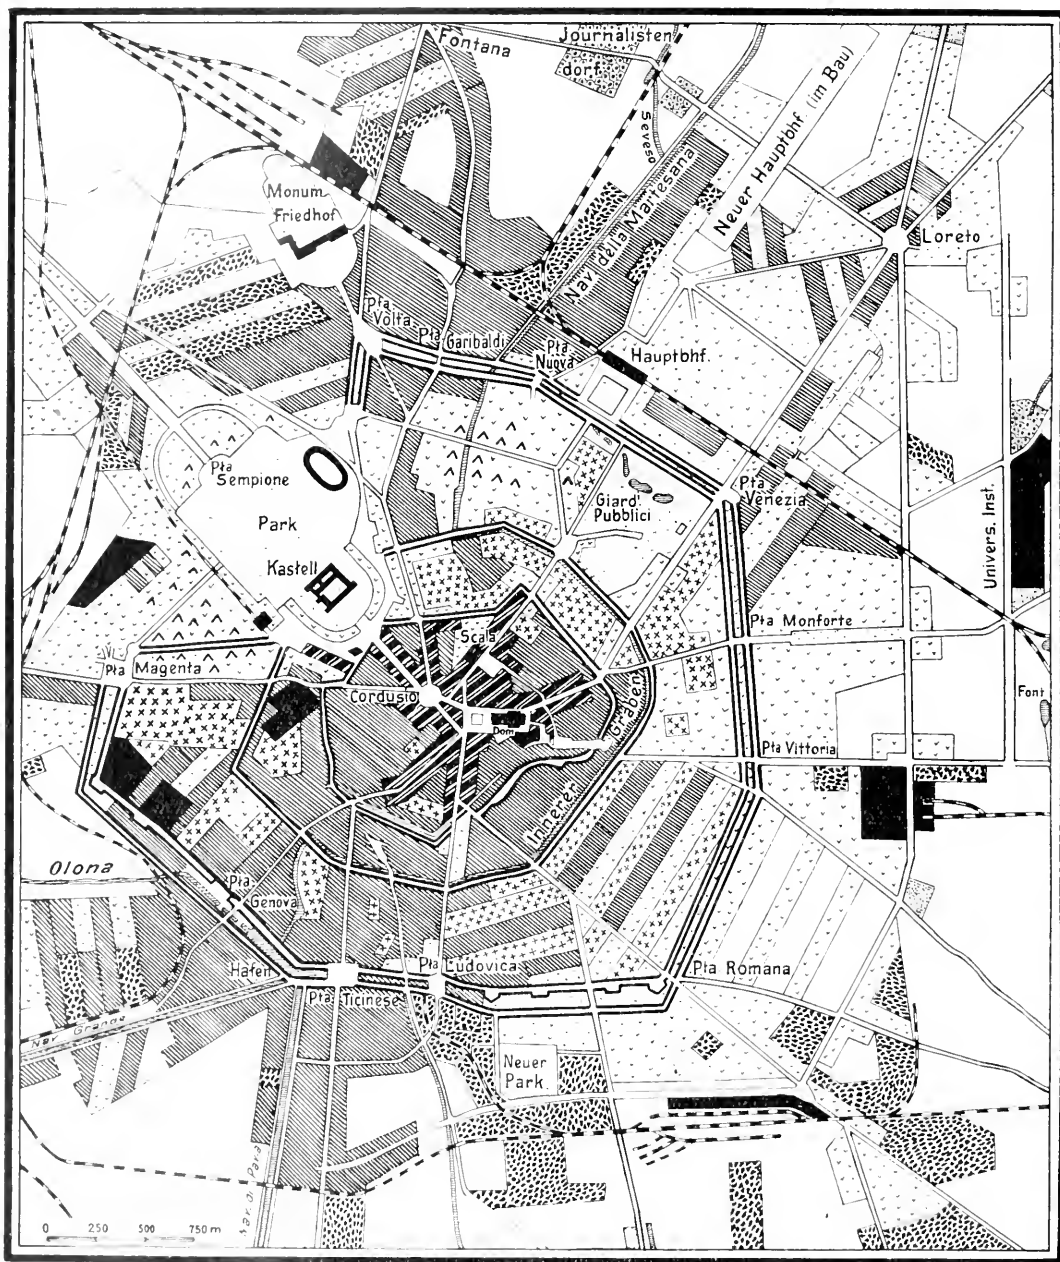 Fontana
Journalisten
dorf
Seveso
Neuer Hauptbhf (im Bau)
Nav. della Martesana
Monum.
Friedhof
Loreto
Pta
Volta
Pta Garibaldi
Pta
Nuova
Hauptbhf.
Pta
Sempione
Park
Kastell
Giard.
Pubblici
Pta
Venezia
Univers. Inst.
Pta Monforte
Scala
Pta Magenta
Cordusio
Dom
Innerer Graben
Font
Pta Vittoria
Olona
Pta
Genova
Hafen
Pta Ludovica
Pta Ticinese
Pta Romana
Nav. Grande
Neuer
Park
Nav. di Pavia
0 250 500 750 m